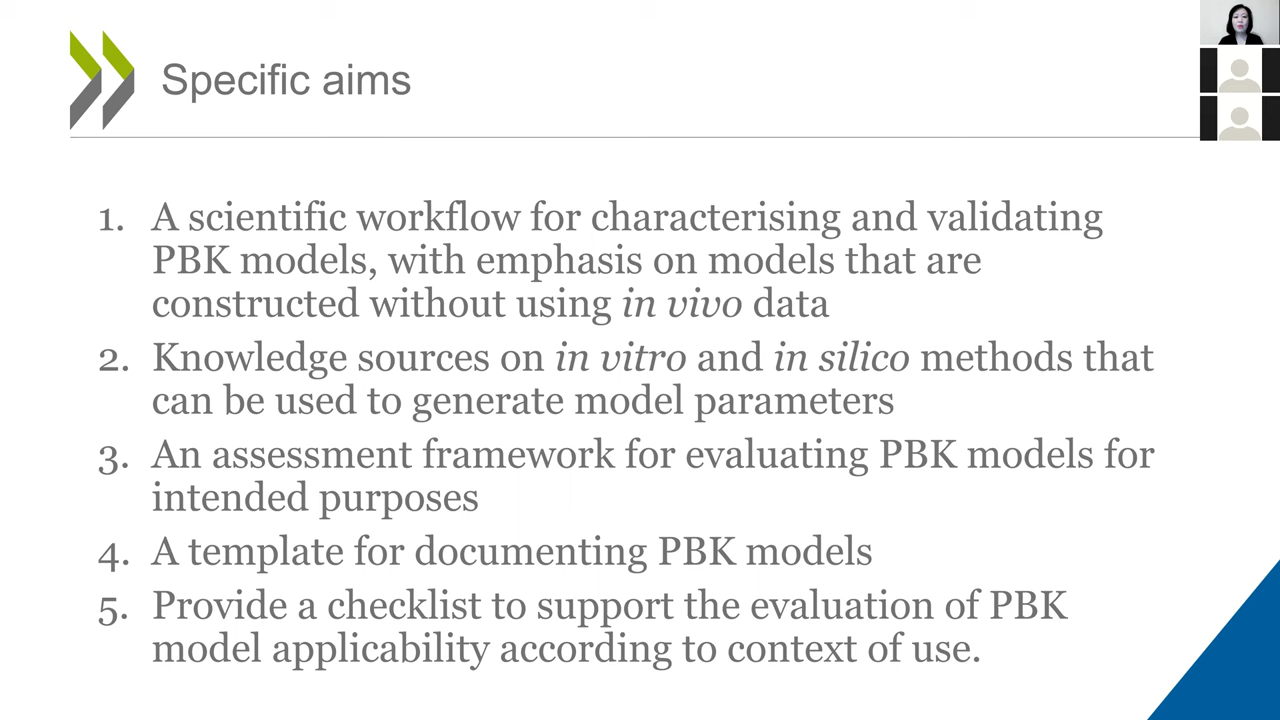 Specific aims
1. A scientific workflow for characterising and validating
PBK models, with emphasis on models that are
constructed without using in vivo data
2. Knowledge sources on in vitro and in silico methods that
can be used to generate model parameters
3. An assessment framework for evaluating PBK models for
intended purposes
4. A template for documenting PBK models
5. Provide a checklist to support the evaluation of PBK
model applicability according to context of use.